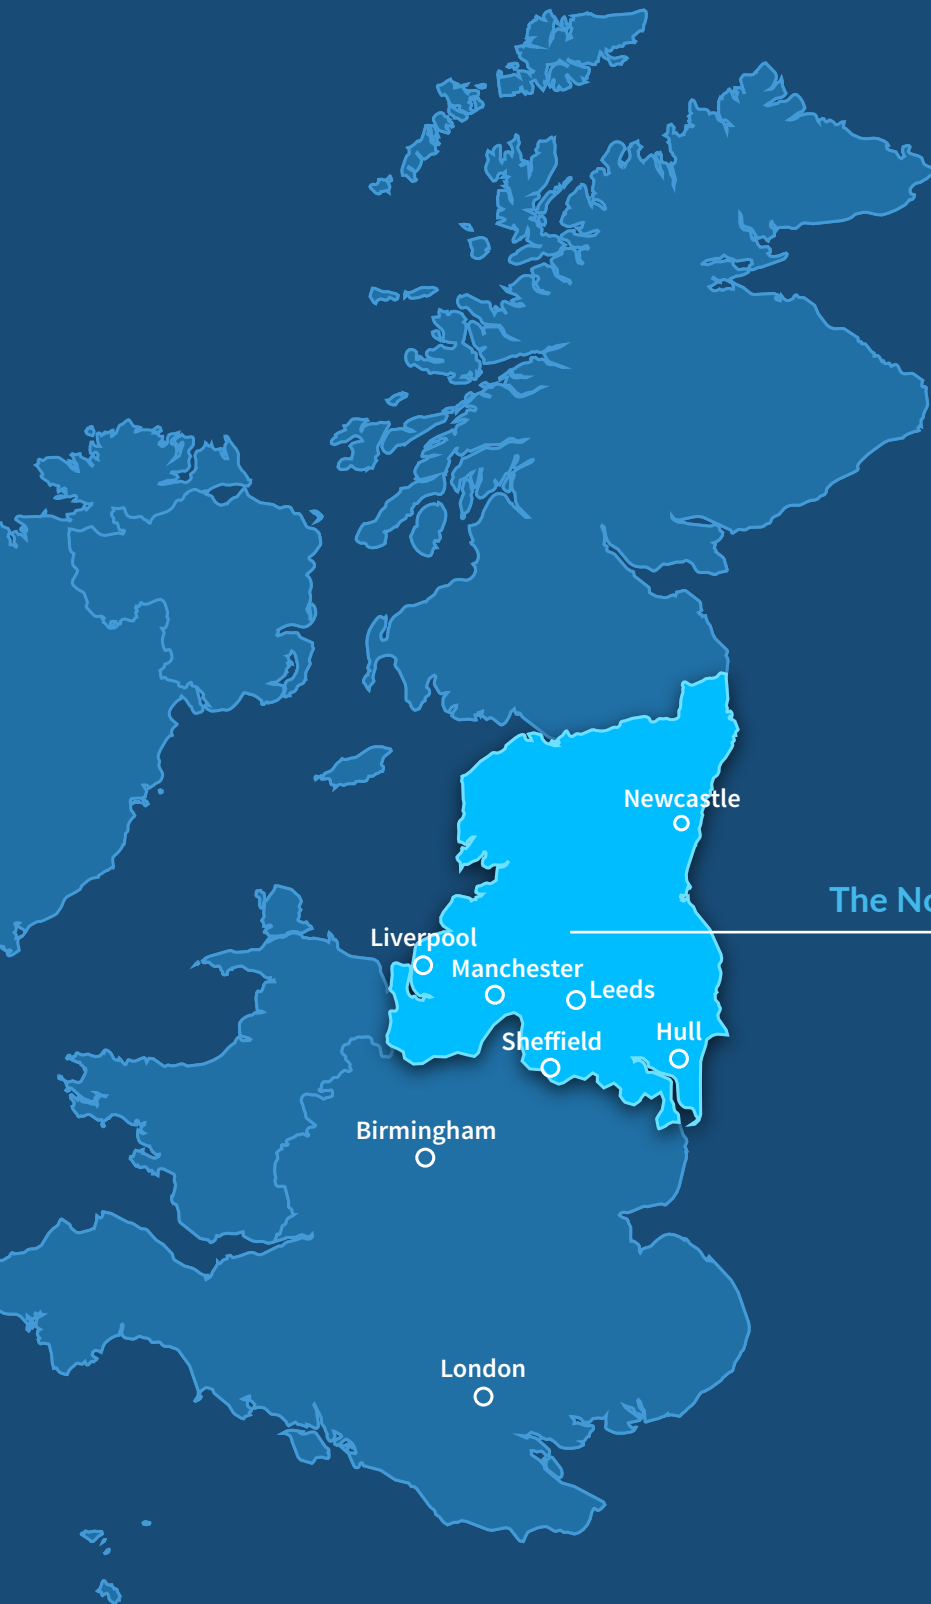 Newcastle
The No
Liverpool
Manchester
Leeds
Hull
Sheffield
Birmingham
London